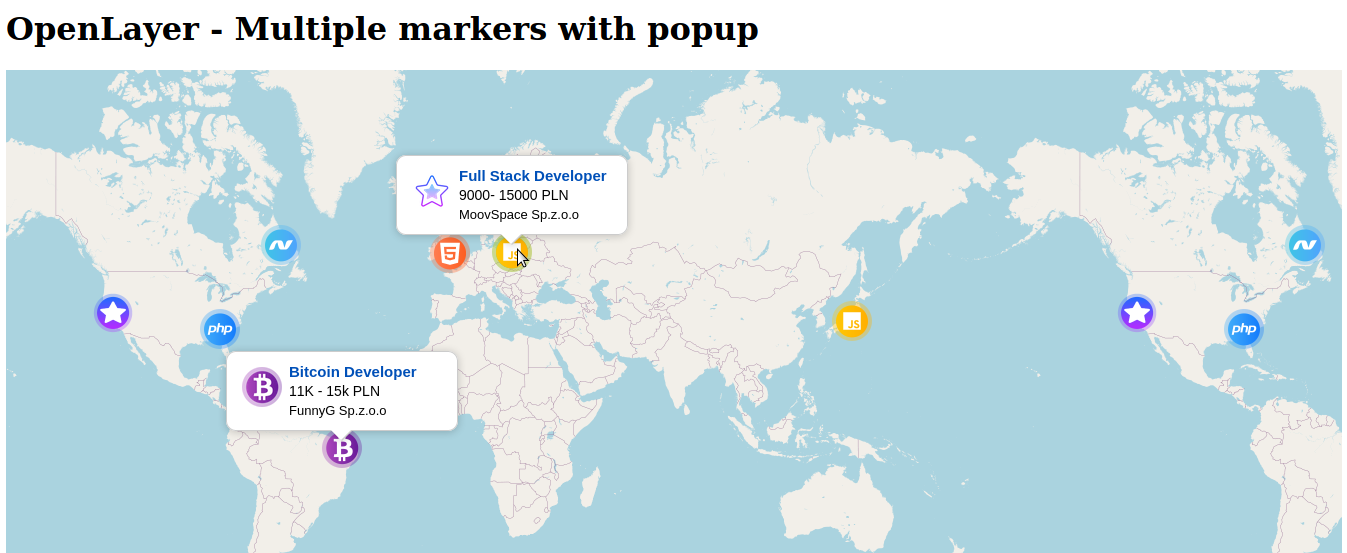 OpenLayer - Multiple markers with popup
Full Stack Developer
9000- 15000 PLN
MoovSpace Sp.z.o.o
JS
JS
php
php
Bitcoin Developer
11K - 15k PLN
FunnyG Sp.z.o.o